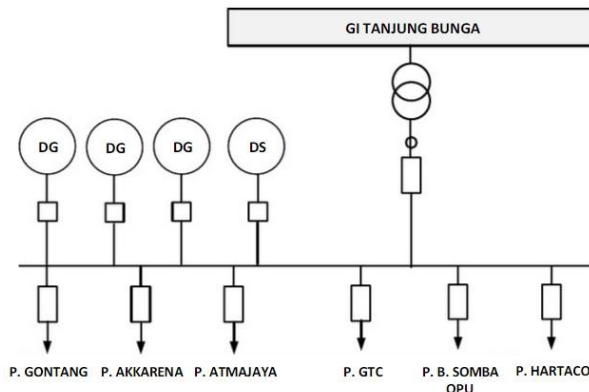 GI TANJUNG BUNGA
DG
DG
DG
DS
P. GONTANG
P. AKKARENA
P. ATMAJAYA
P. GTC
P. B. SOMBA
OPU
P. HARTACO